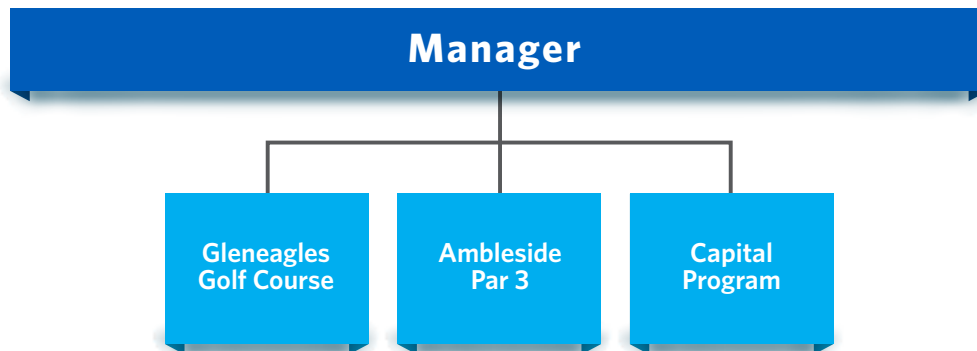 Manager
Gleneagles
Golf Course
Ambleside
Par 3
Capital
Program